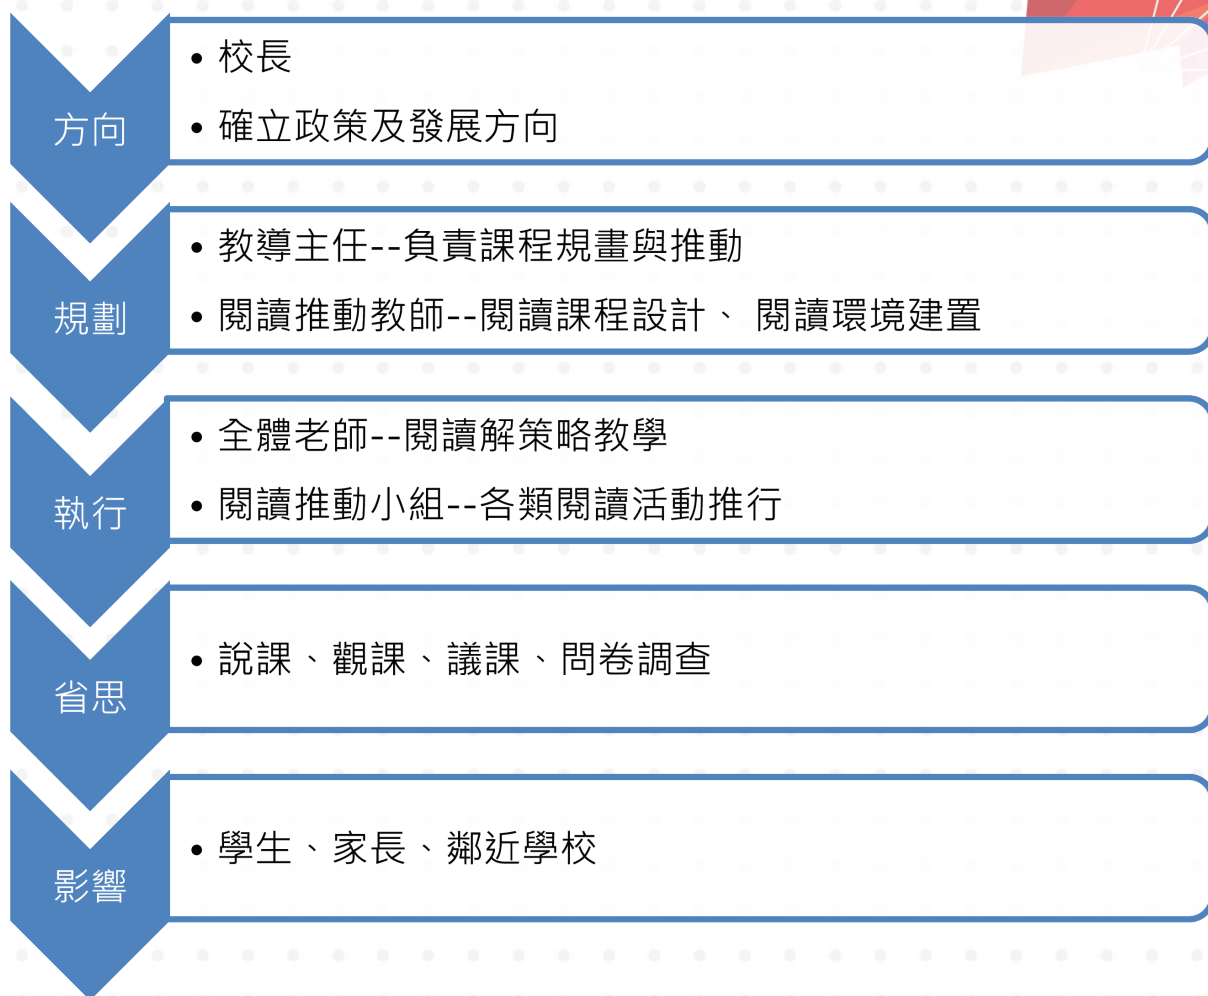 方向
• 校長
• 確立政策及發展方向
規劃
• 教導主任--負責課程規畫與推動
• 閱讀推動教師--閱讀課程設計、 閱讀環境建置
執行
• 全體老師--閱讀解策略教學
• 閱讀推動小組--各類閱讀活動推行
省思
• 說課、觀課、議課、問卷調查
影響
• 學生、家長、鄰近學校